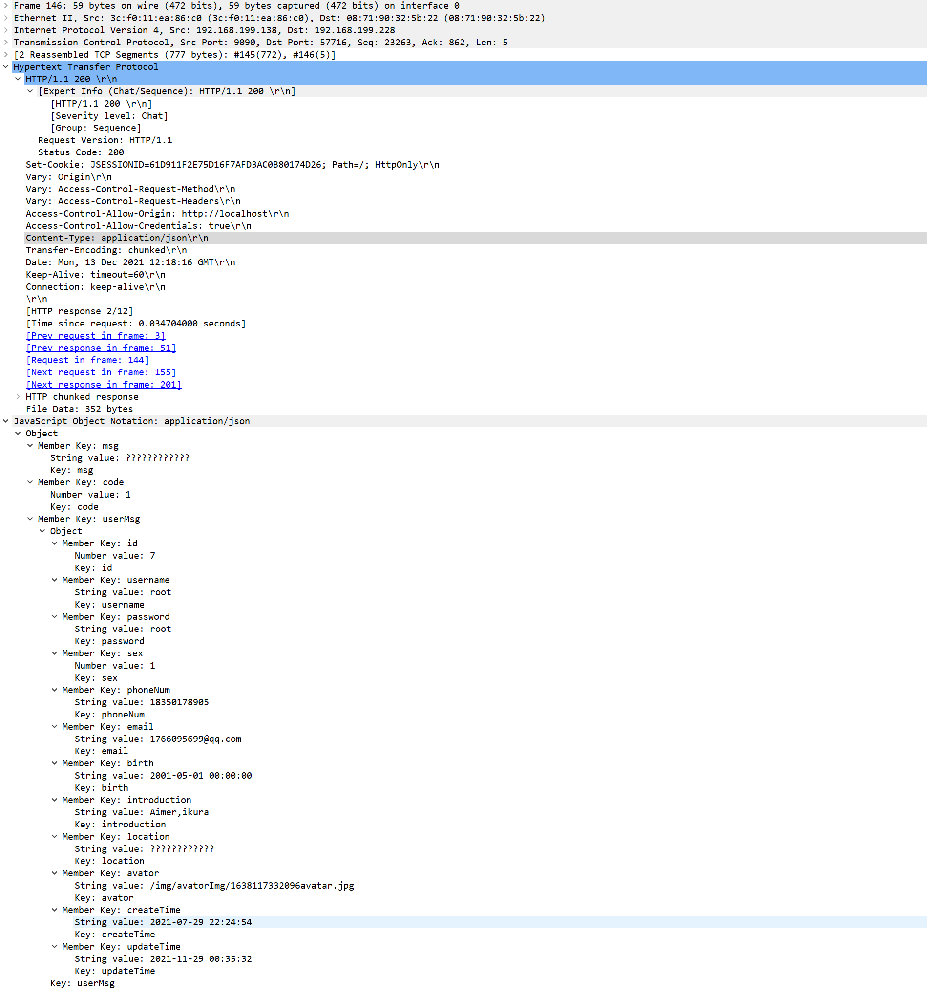 Frame 146: 59 bytes on wire (472 bits), 59 bytes captured (472 bits) on interface 0
Ethernet II, Src: 3c:f0:11:ea:86:c0 (3c:f0:11:ea:86:c0), Dst: 08:71:90:32:5b:22 (08:71:90:32:5b:22)
Internet Protocol Version 4, Src: 192.168.199.138, Dst: 192.168.199.228
Transmission Control Protocol, Src Port: 9090, Dst Port: 57716, Seq: 23263, Ack: 862, Len: 5
[2 Reassembled TCP Segments (777 bytes): #145(772), #146(5)]
Hypertext Transfer Protocol
HTTP/1.1 200 \r\n
[Expert Info (Chat/Sequence): HTTP/1.1 200 \r\n]
[HTTP/1.1 200 \r\n]
[Severity level: Chat]
[Group: Sequence]
Request Version: HTTP/1.1
Status Code: 200
Set-Cookie: JSESSIONID=61D911F2E75D16F7AFD3AC0B80174D26; Path=/; HttpOnly\r\n
Vary: Origin\r\n
Vary: Access-Control-Request-Method\r\n
Vary: Access-Control-Request-Headers\r\n
Access-Control-Allow-Origin: http://localhost\r\n
Access-Control-Allow-Credentials: true\r\n
Content-Type: application/json\r\n
Transfer-Encoding: chunked\r\n
Date: Mon, 13 Dec 2021 12:18:16 GMT\r\n
Keep-Alive: timeout=60\r\n
Connection: keep-alive\r\n
\r\n
[HTTP response 2/12]
[Time since request: 0.034704000 seconds]
[Prev request in frame: 3]
[Prev response in frame: 51]
[Request in frame: 144]
[Next request in frame: 155]
[Next response in frame: 201]
HTTP chunked response
File Data: 352 bytes
JavaScript Object Notation: application/json
Object
Member Key: msg
String value: ????????????
Key: msg
Member Key: code
Number value: 1
Key: code
Member Key: userMsg
Object
Member Key: id
Number value: 7
Key: id
Member Key: username
String value: root
Key: username
Member Key: password
String value: root
Key: password
Member Key: sex
Number value: 1
Key: sex
Member Key: phoneNum
String value: 18350178905
Key: phoneNum
Member Key: email
String value: 1766095699@qq.com
Key: email
Member Key: birth
String value: 2001-05-01 00:00:00
Key: birth
Member Key: introduction
String value: Aimer,ikura
Key: introduction
Member Key: location
String value: ????????????
Key: location
Member Key: avator
String value: /img/avatorImg/1638117332096avatar.jpg
Key: avator
Member Key: createTime
String value: 2021-07-29 22:24:54
Key: createTime
Member Key: updateTime
String value: 2021-11-29 00:35:32
Key: updateTime
Key: userMsg